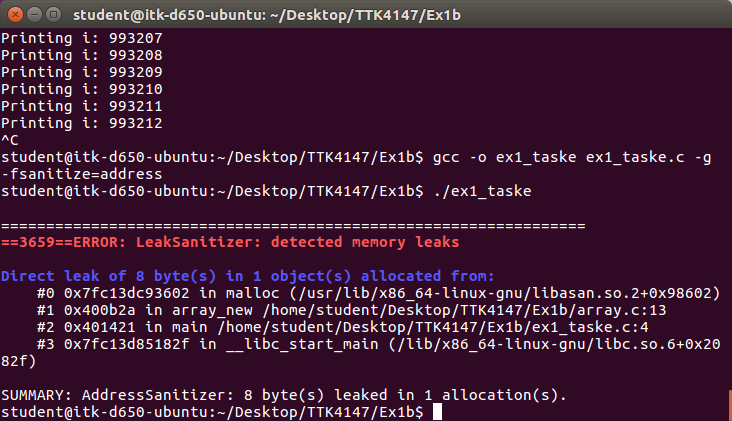 student@itk-d650-ubuntu: ~/Desktop/TTK4147/Ex1b
Printing i: 993207
Printing i: 993208
Printing i: 993209
Printing i: 993210
Printing i: 993211
Printing i: 993212
^C
student@itk-d650-ubuntu:~/Desktop/TTK4147/Ex1b$ gcc -o ex1_taske ex1_taske.c -g
-fsanitize=address
student@itk-d650-ubuntu:~/Desktop/TTK4147/Ex1b$ ./ex1_taske
=================================================================
==3659==ERROR: LeakSanitizer: detected memory leaks
Direct leak of 8 byte(s) in 1 object(s) allocated from:
#0 0x7fc13dc93602 in malloc (/usr/lib/x86_64-linux-gnu/libasan.so.2+0x98602)
#1 0x400b2a in array_new /home/student/Desktop/TTK4147/Ex1b/array.c:13
#2 0x401421 in main /home/student/Desktop/TTK4147/Ex1b/ex1_taske.c:4
#3 0x7fc13d85182f in __libc_start_main (/lib/x86_64-linux-gnu/libc.so.6+0x20
82f)
SUMMARY: AddressSanitizer: 8 byte(s) leaked in 1 allocation(s).
student@itk-d650-ubuntu:~/Desktop/TTK4147/Ex1b$